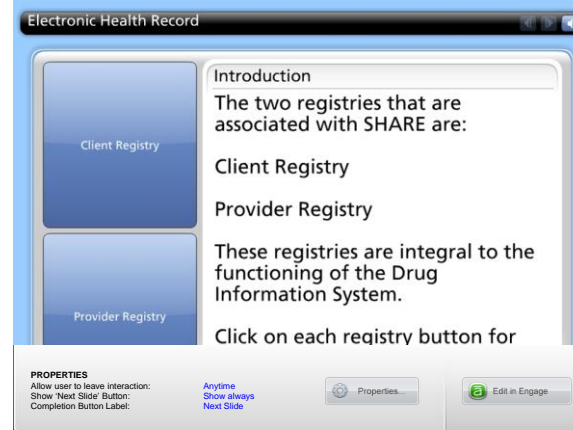 Electronic Health Record
Client Registry
Provider Registry
Introduction
The two registries that are
associated with SHARE are:
Client Registry
Provider Registry
These registries are integral to the
functioning of the Drug
Information System.
Click on each registry button for
PROPERTIES
Allow user to leave interaction: Anytime
Show 'Next Slide' Button: Show always
Completion Button Label: Next Slide
Properties...
Edit in Engage